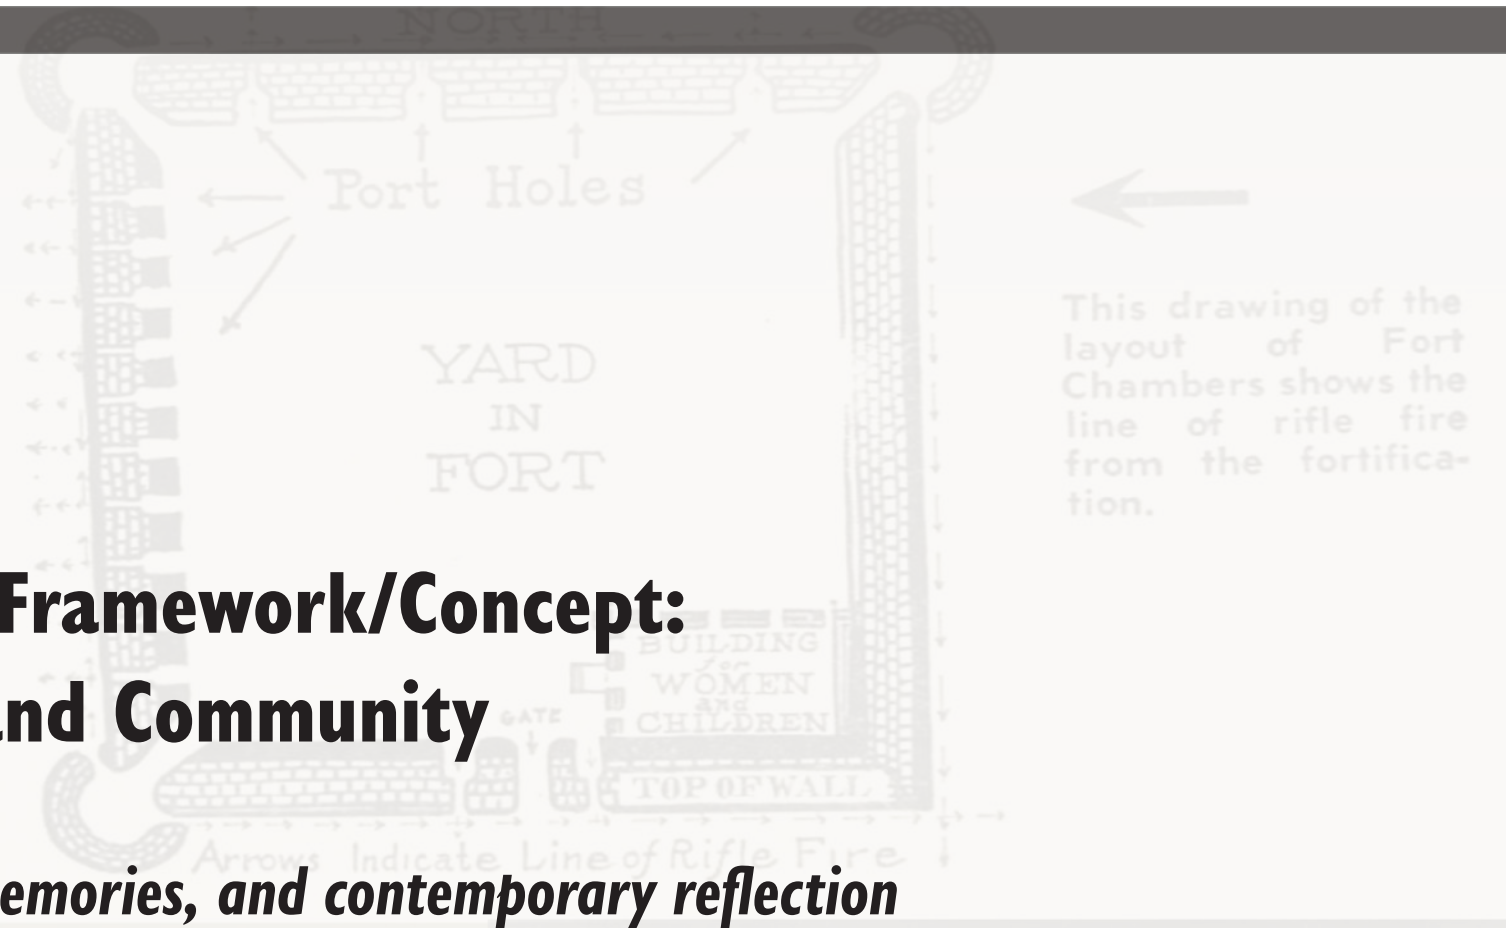 NORTH
Port Holes
YARD
IN
FORT
This drawing of the
layout of Fort
Chambers shows the
line of rifle fire
from the fortifica-
tion.
Framework/Concept:
BUILDING
for
WOMEN
and
CHILDREN
nd Community
GATE
TOP OF WALL
Arrows Indicate Line of Rifle Fire
emories, and contemporary reflection